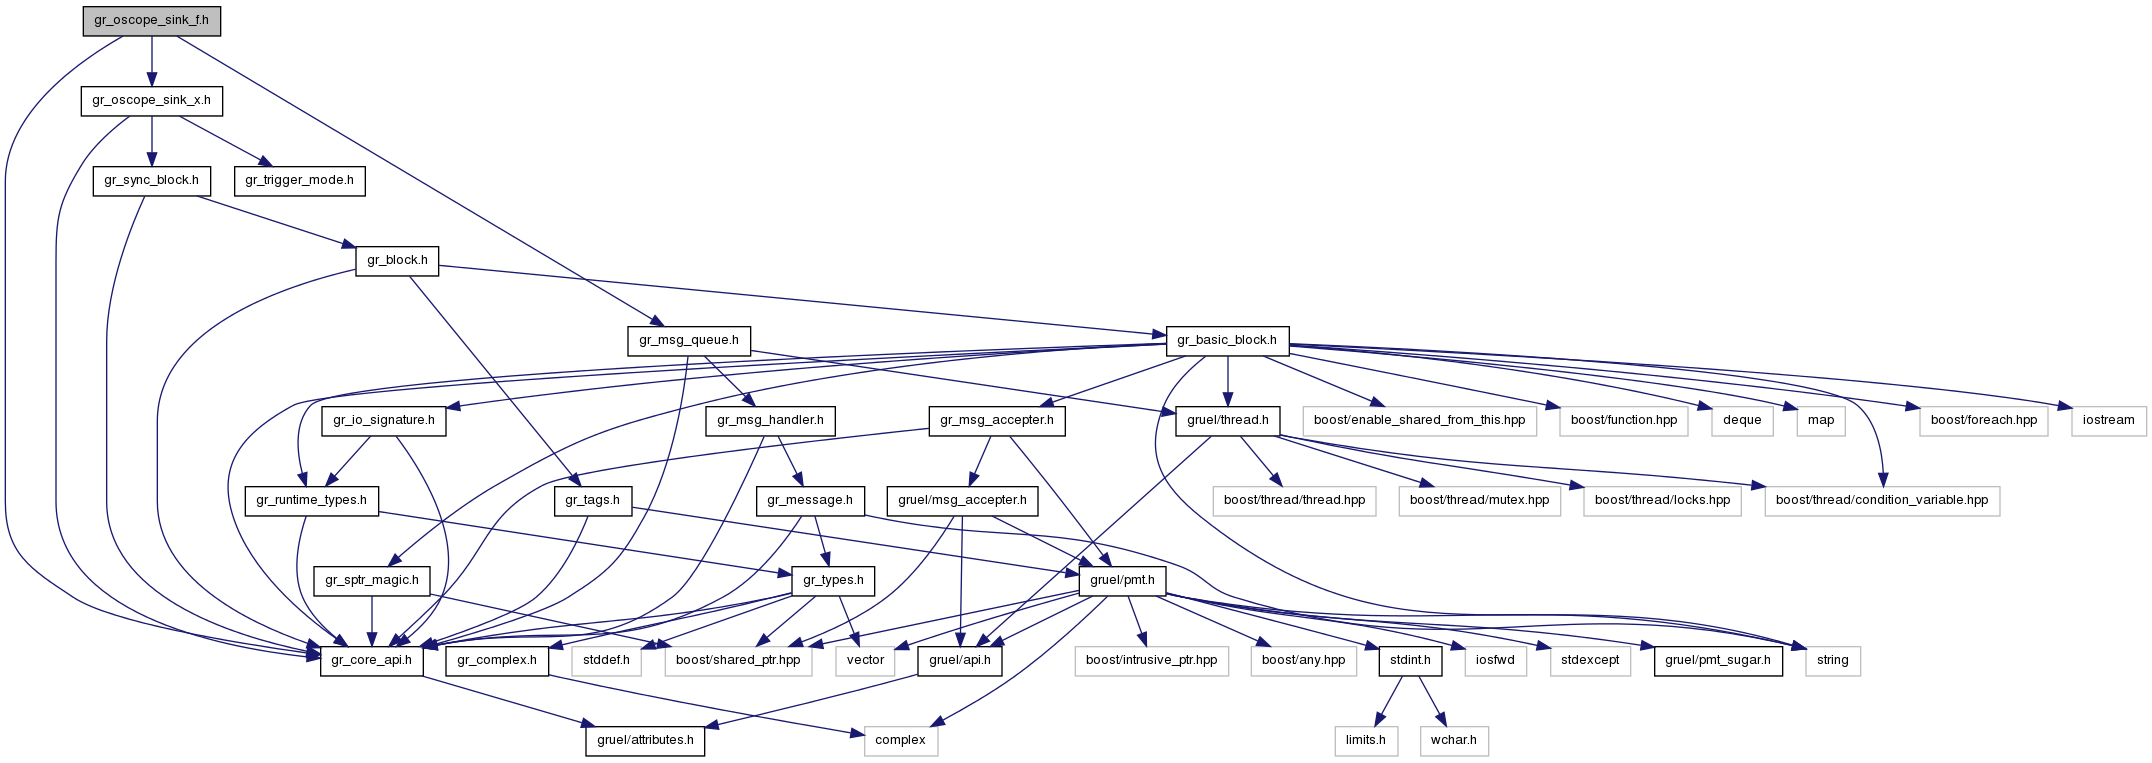 gr_oscope_sink_f.h
gr_oscope_sink_x.h
gr_sync_block.h
gr_trigger_mode.h
gr_block.h
gr_msg_queue.h
gr_basic_block.h
gr_io_signature.h
gr_msg_handler.h
gr_msg_accepter.h
gruel/thread.h
boost/enable_shared_from_this.hpp
boost/function.hpp
deque
map
boost/foreach.hpp
iostream
gr_runtime_types.h
gr_tags.h
gr_message.h
gruel/msg_accepter.h
boost/thread/thread.hpp
boost/thread/mutex.hpp
boost/thread/locks.hpp
boost/thread/condition_variable.hpp
gr_sptr_magic.h
gr_types.h
gruel/pmt.h
gr_core_api.h
gr_complex.h
stddef.h
boost/shared_ptr.hpp
vector
gruel/api.h
boost/intrusive_ptr.hpp
boost/any.hpp
stdint.h
iosfwd
stdexcept
gruel/pmt_sugar.h
string
gruel/attributes.h
complex
limits.h
wchar.h